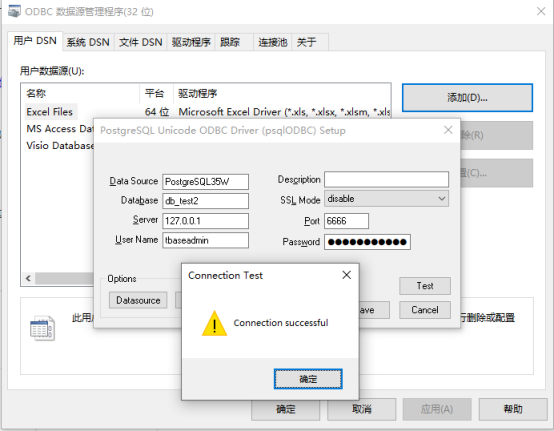 ODBC 数据源管理程序(32 位)
用户 DSN 系统 DSN 文件 DSN 驱动程序 跟踪 连接池 关于
用户数据源(U):
名称 平台 驱动程序
Excel Files 64 位 Microsoft Excel Driver (*.xls, *.xlsx, *.xlsm, *.xls
MS Access Dat
Visio Database
添加(D)...
除(R)
置(C)...
PostgreSQL Unicode ODBC Driver (psqlODBC) Setup
Data Source PostgreSQL35W Description
Database db_test2 SSL Mode disable
Server 127.0.0.1 Port 6666
User Name tbaseadmin Password ●●●●●●●●●●●
Options
Datasource
Test
ave
Cancel
Connection Test
Connection successful
确定
此用
行删除或配置
确定 取消 应用(A) 帮助